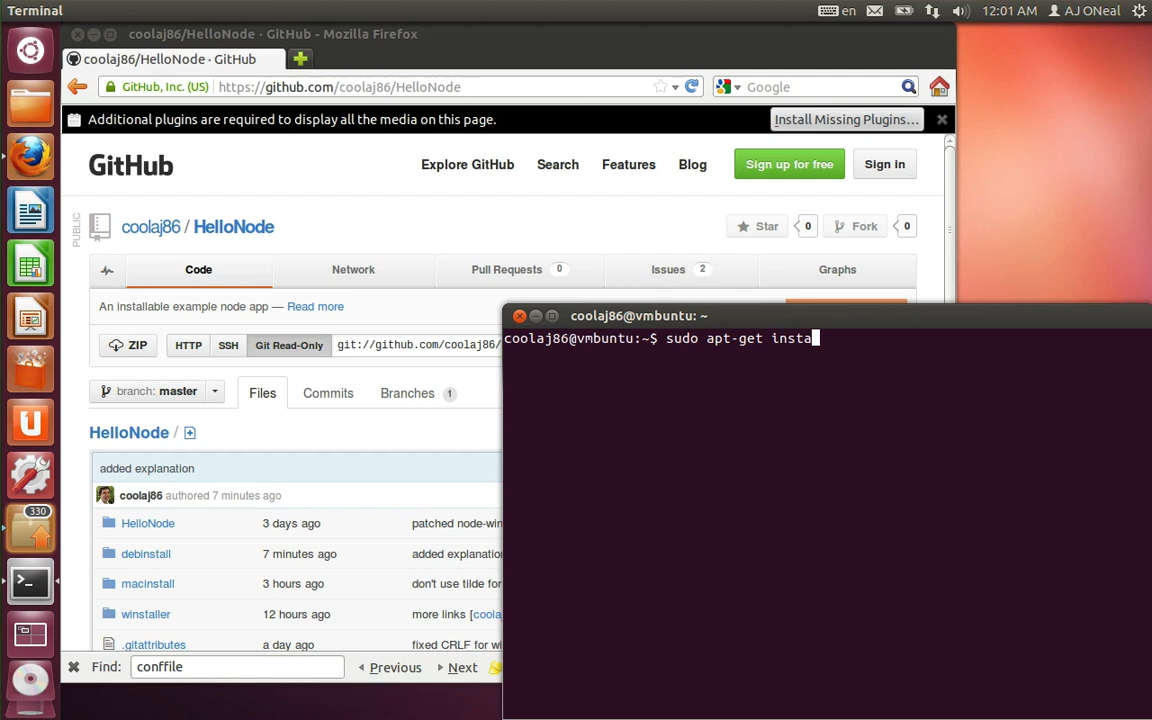 Terminal
en
12:01 AM
AJ ONeal
coolaj86/HelloNode · GitHub - Mozilla Firefox
coolaj86/HelloNode · GitHub
GitHub, Inc. (US)
https://github.com/coolaj86/HelloNode
Google
Additional plugins are required to display all the media on this page.
Install Missing Plugins...
GitHub
Explore GitHub
Search
Features
Blog
Sign up for free
Sign in
PUBLIC
coolaj86 / HelloNode
Star
0
Fork
0
Code
Network
Pull Requests 0
Issues 2
Graphs
An installable example node app — Read more
ZIP
HTTP
SSH
Git Read-Only
git://github.com/coolaj86/
branch: master
Files
Commits
Branches 1
HelloNode /
added explanation
coolaj86 authored 7 minutes ago
HelloNode 3 days ago patched node-win
debinstall 7 minutes ago added explanation
macinstall 3 hours ago don't use tilde for
winstaller 12 hours ago more links [coola
.gitattributes a day ago fixed CRLF for wi
Find: conffile
Previous
Next
330
coolaj86@vmbuntu: ~
coolaj86@vmbuntu:~$ sudo apt-get insta